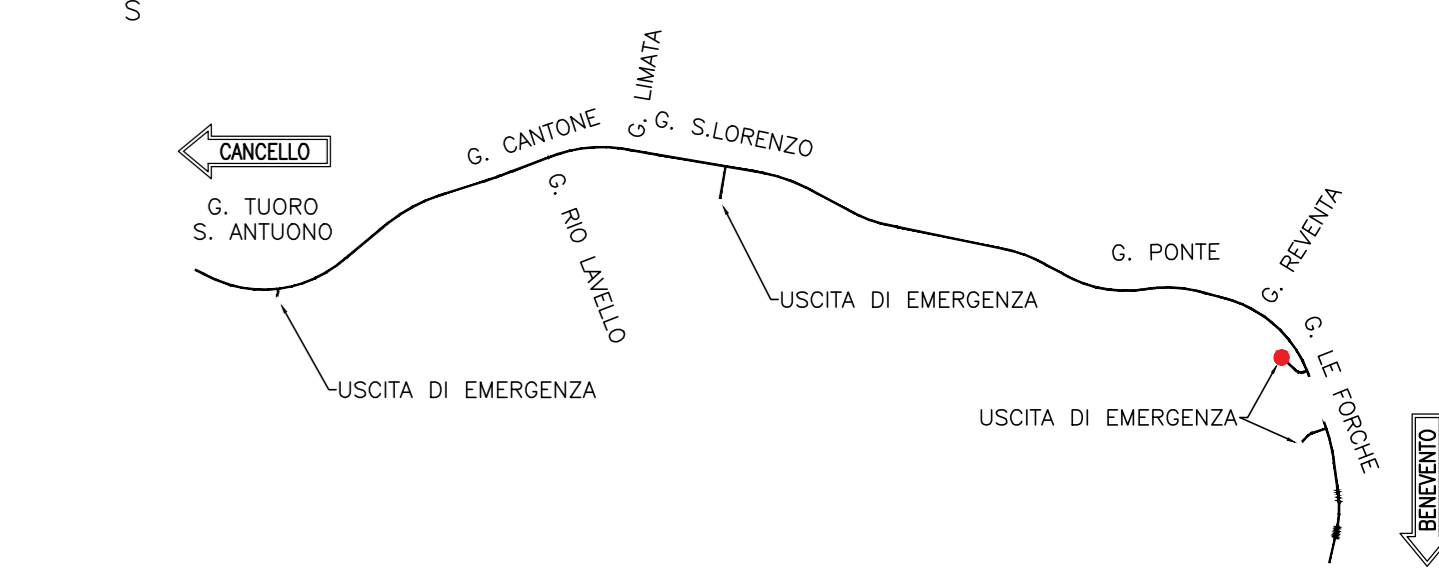 S
G. LIMATA
G. CANTONE
G. S.LORENZO
CANCELLO
G. TUORO
S. ANTUONO
G. RIO LAVELLO
G. REVENTA
G. PONTE
USCITA DI EMERGENZA
G. LE FORCHE
USCITA DI EMERGENZA
USCITA DI EMERGENZA
BENEVENTO